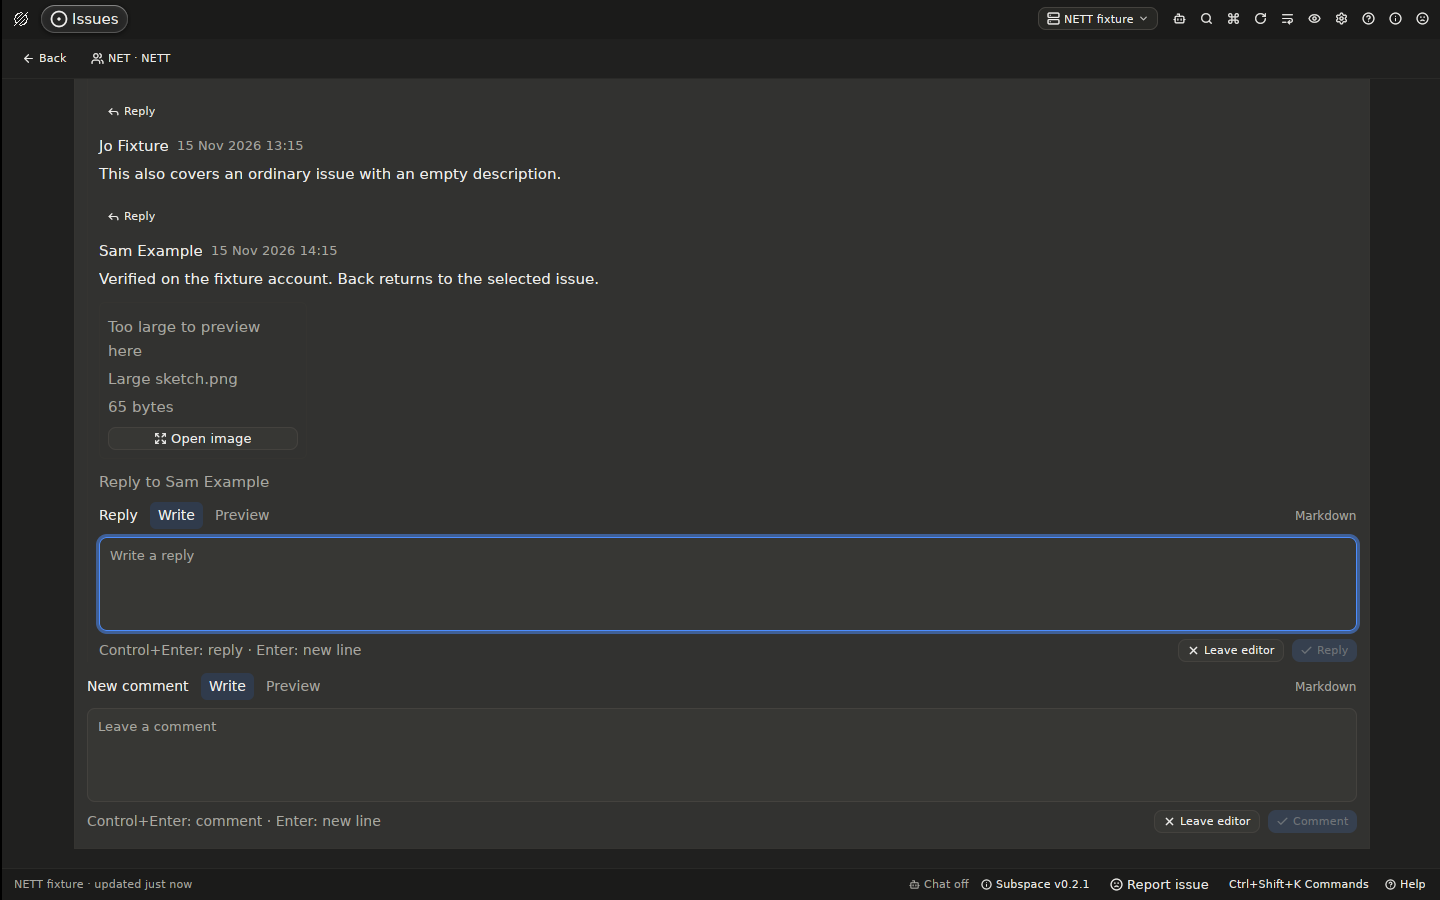 Issues
NETT fixture
Back
NET · NETT
Reply
Jo Fixture 15 Nov 2026 13:15
This also covers an ordinary issue with an empty description.
Reply
Sam Example 15 Nov 2026 14:15
Verified on the fixture account. Back returns to the selected issue.
Too large to preview
here
Large sketch.png
65 bytes
Open image
Reply to Sam Example
Reply Write Preview Markdown
Write a reply
Control+Enter: reply · Enter: new line Leave editor Reply
New comment Write Preview Markdown
Leave a comment
Control+Enter: comment · Enter: new line Leave editor Comment
NETT fixture · updated just now Chat off Subspace v0.2.1 Report issue Ctrl+Shift+K Commands Help